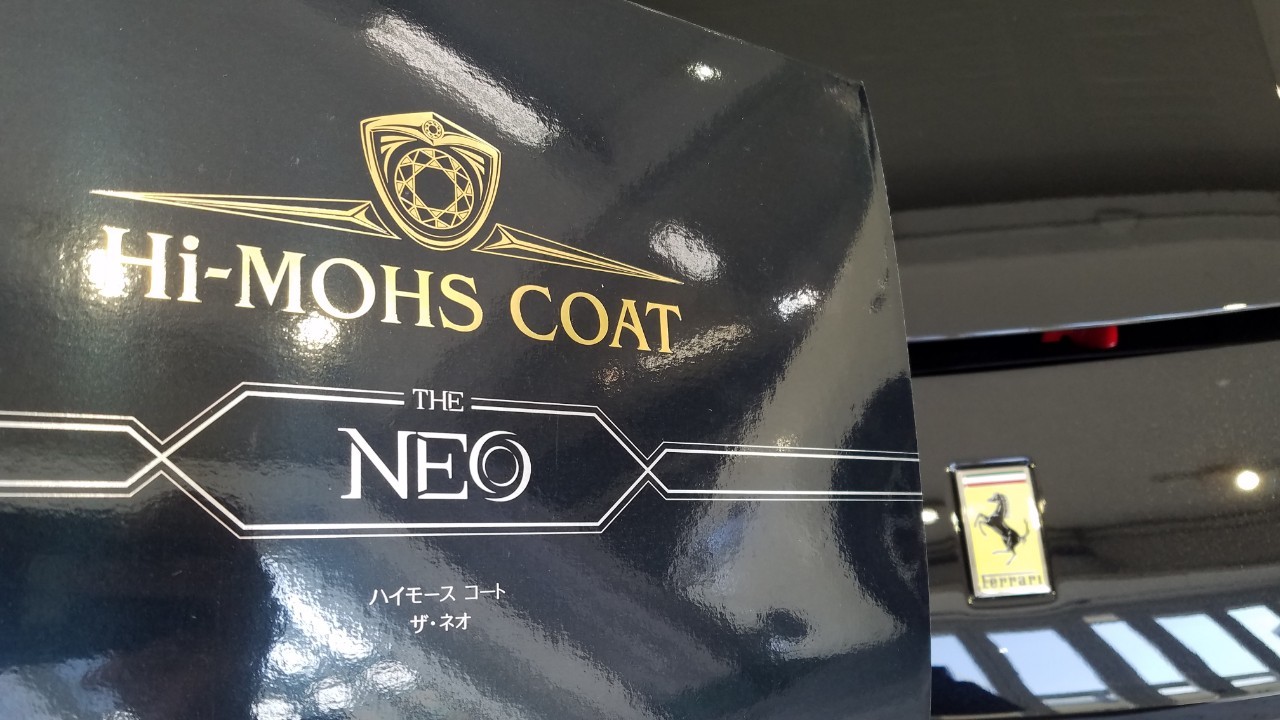 Hi-MOHS COAT
THE
NEO
ハイモース コート
ザ・ネオ
Ferrari